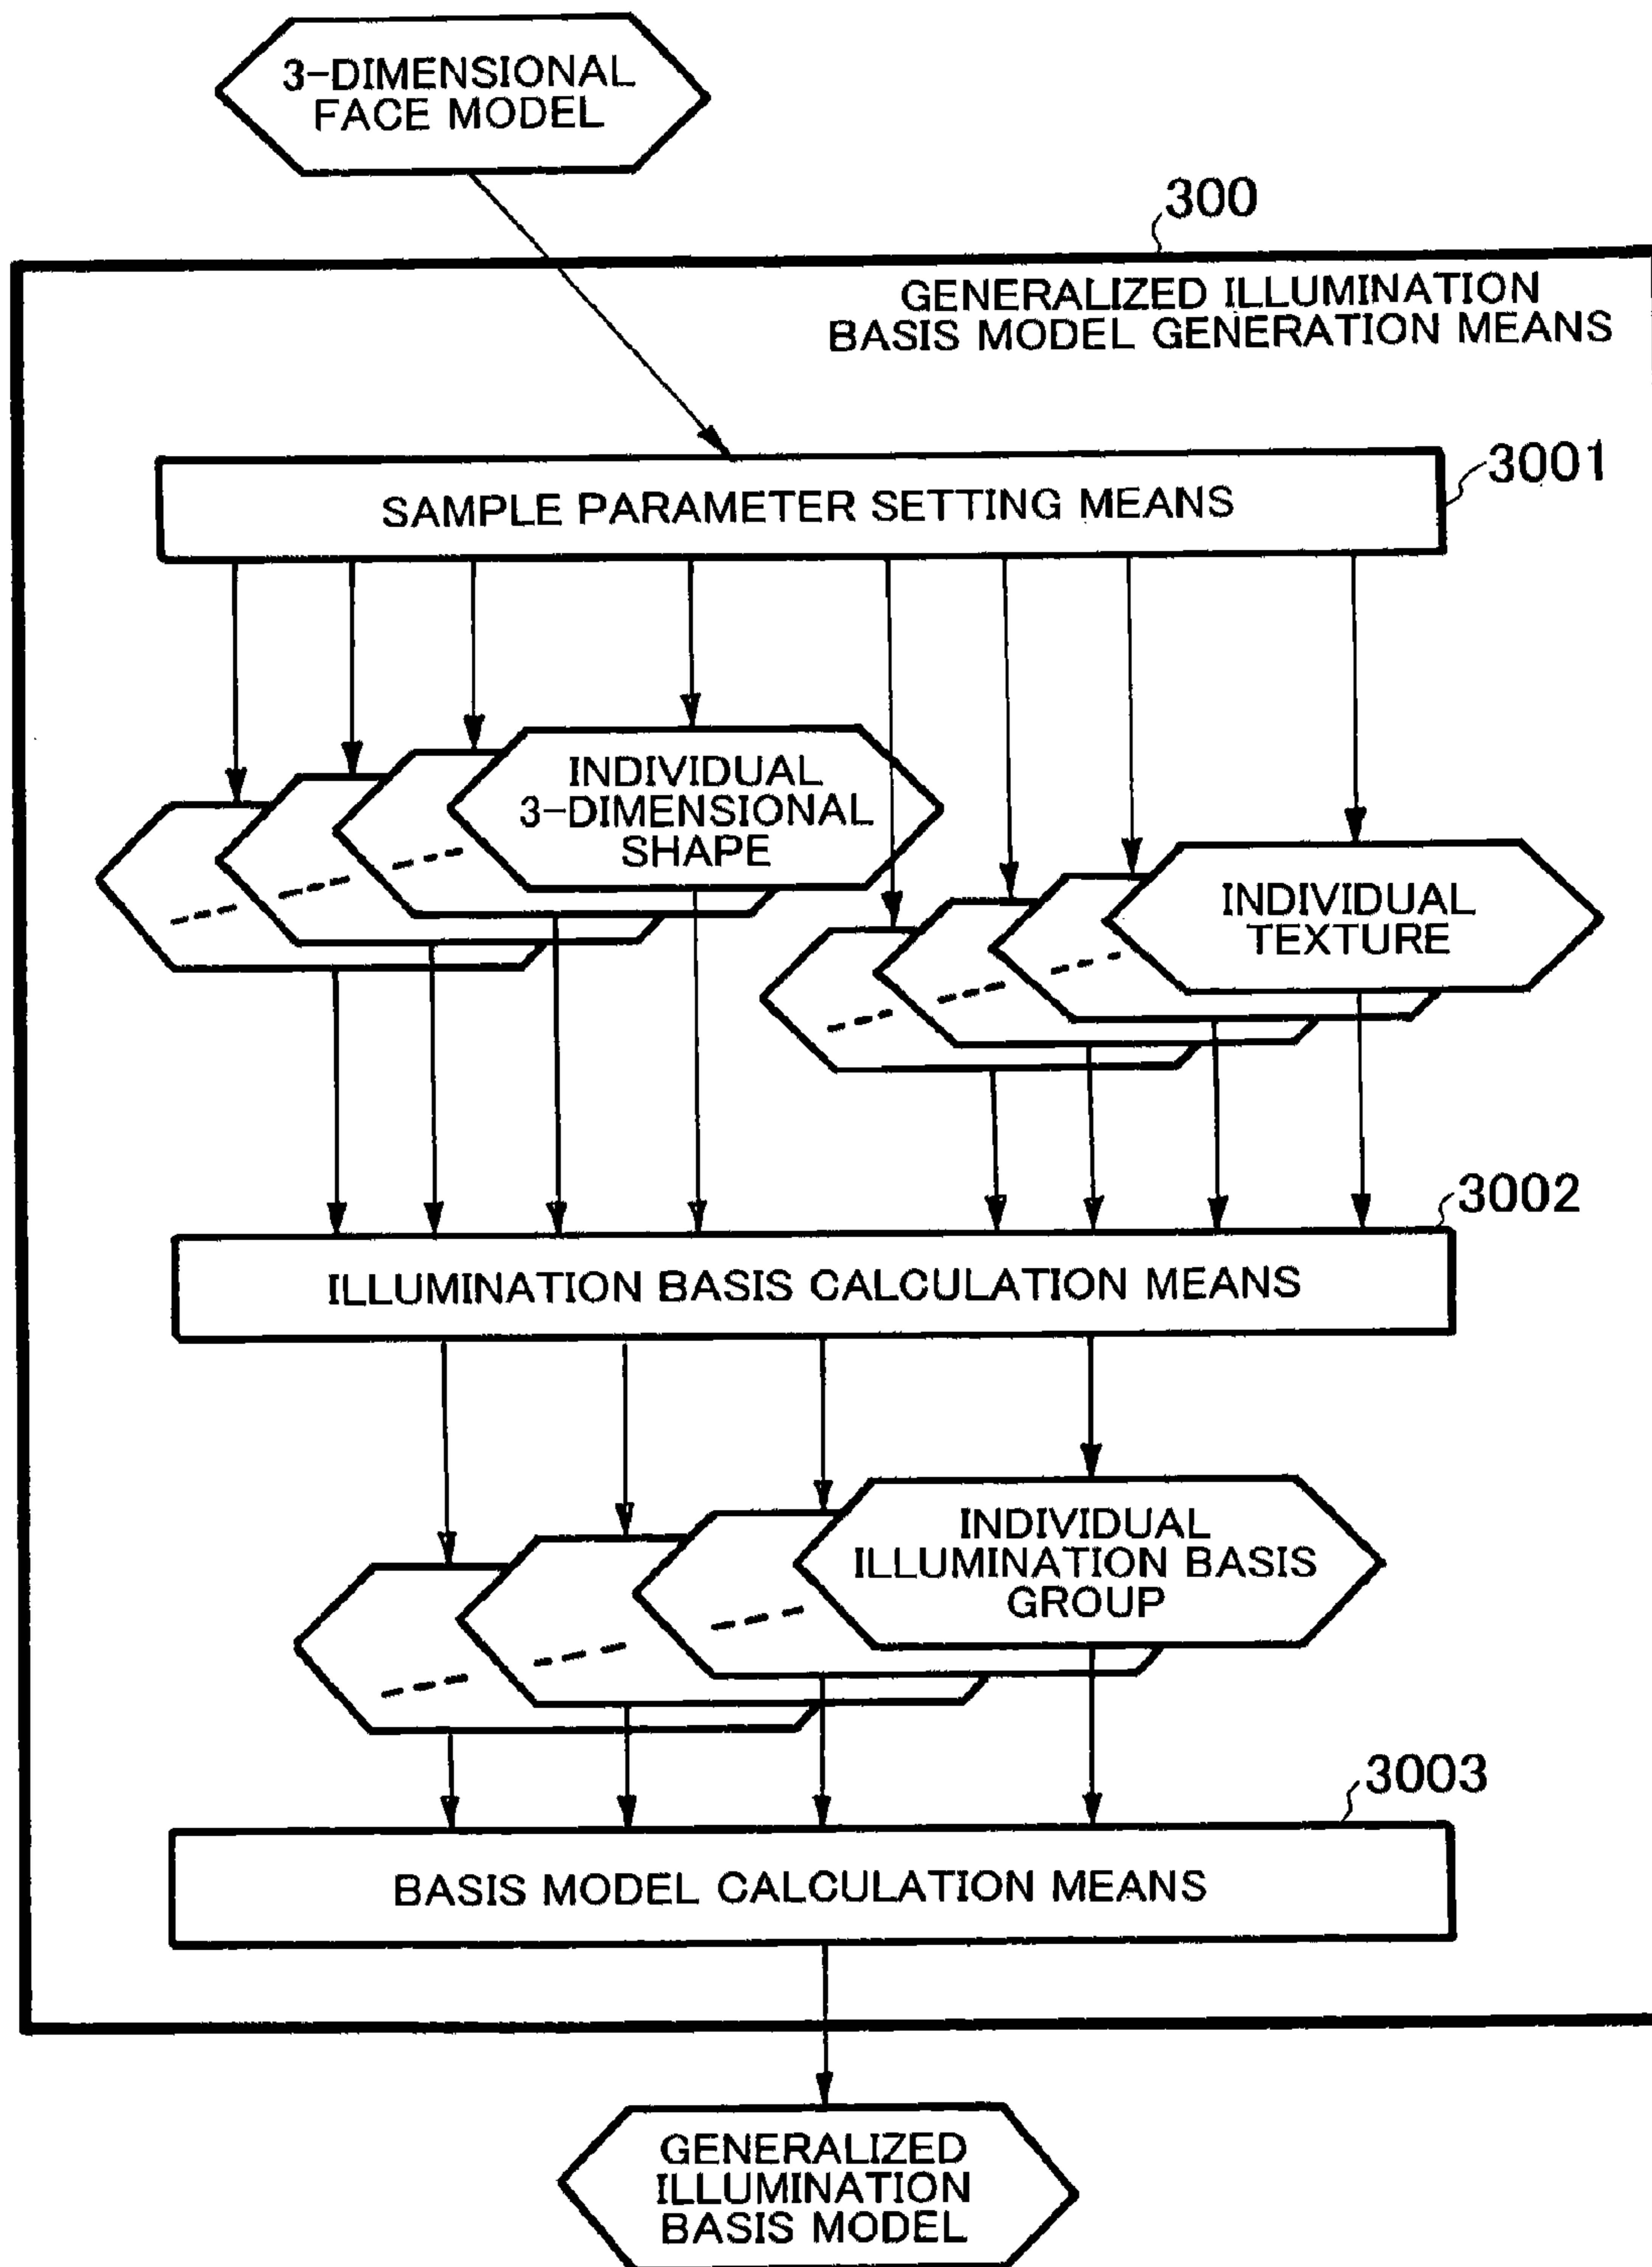 3-DIMENSIONAL
FACE MODEL
300
GENERALIZED ILLUMINATION
BASIS MODEL GENERATION MEANS
3001
SAMPLE PARAMETER SETTING MEANS
INDIVIDUAL
3-DIMENSIONAL
SHAPE
INDIVIDUAL
TEXTURE
3002
ILLUMINATION BASIS CALCULATION MEANS
INDIVIDUAL
ILLUMINATION BASIS
GROUP
3003
BASIS MODEL CALCULATION MEANS
GENERALIZED
ILLUMINATION
BASIS MODEL